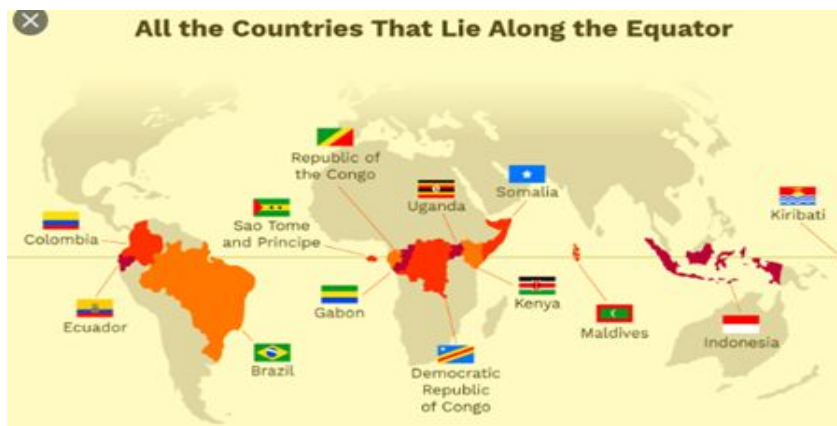 All the Countries That Lie Along the Equator
Republic of
the Congo
Somalia
Uganda
Kiribati
Sao Tome
and Principe
Colombia
Gabon
Kenya
Ecuador
Maldives
Indonesia
Brazil
Democratic
Republic
of Congo